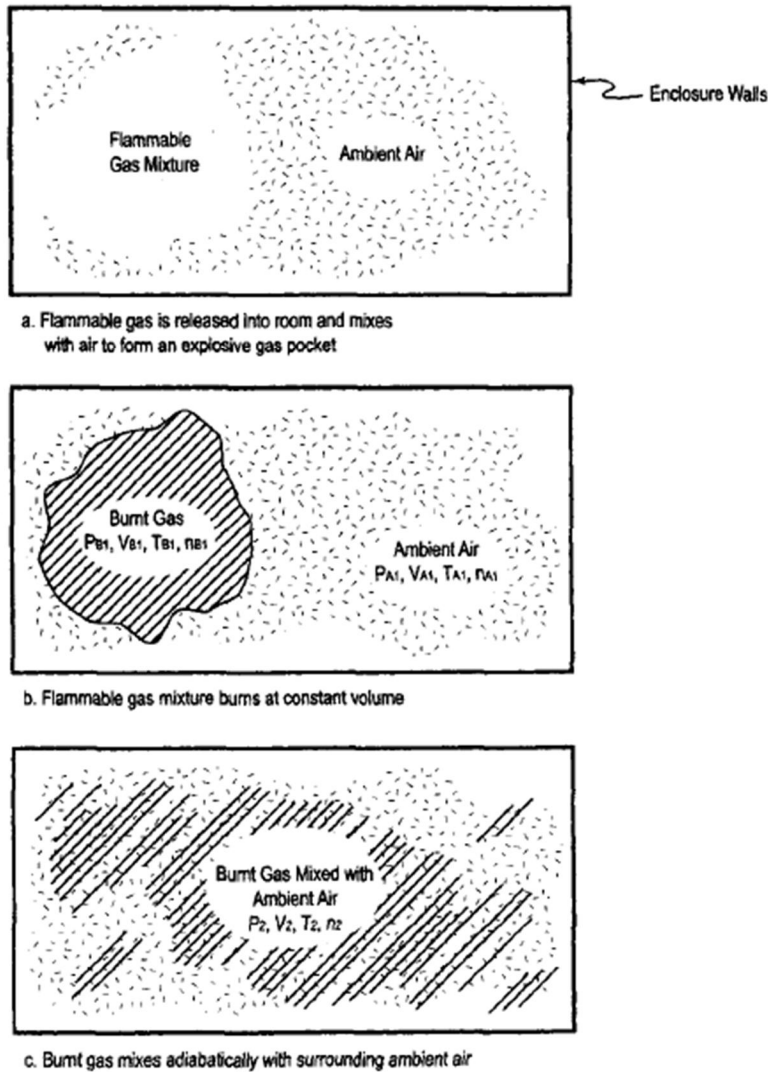 Flammable
Gas Mixture
Ambient Air
Enclosure Walls
a. Flammable gas is released into room and mixes
with air to form an explosive gas pocket
Burnt Gas
PB1, VB1, TB1, nB1
Ambient Air
PA1, VA1, TA1, nA1
b. Flammable gas mixture burns at constant volume
Burnt Gas Mixed with
Ambient Air
P2, V2, T2, n2
c. Burnt gas mixes adiabatically with surrounding ambient air